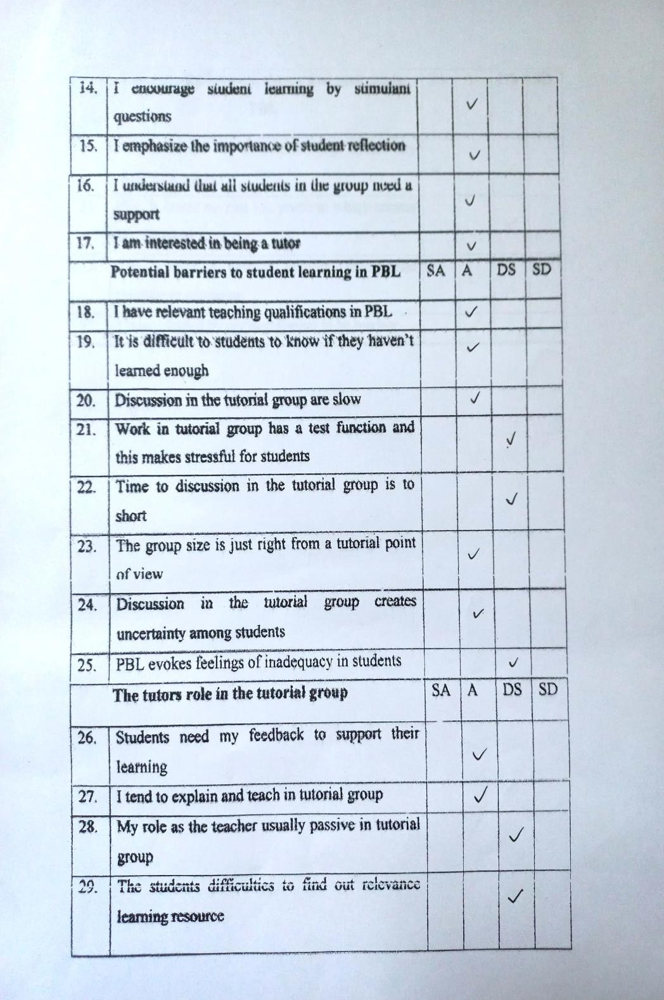 14. I encourage student learning by stimulant ✓
questions
15. I emphasize the importance of student reflection ✓
16. I understand that all students in the group need a ✓
support
17. I am interested in being a tutor ✓
Potential barriers to student learning in PBL SA A DS SD
18. I have relevant teaching qualifications in PBL ✓
19. It is difficult to students to know if they haven't ✓
learned enough
20. Discussion in the tutorial group are slow ✓
21. Work in tutorial group has a test function and ✓
this makes stressful for students
22. Time to discussion in the tutorial group is to ✓
short
23. The group size is just right from a tutorial point ✓
of view
24. Discussion in the tutorial group creates ✓
uncertainty among students
25. PBL evokes feelings of inadequacy in students ✓
The tutors role in the tutorial group SA A DS SD
26. Students need my feedback to support their ✓
learning
27. I tend to explain and teach in tutorial group ✓
28. My role as the teacher usually passive in tutorial ✓
group
29. The students difficulties to find out relevance ✓
learning resource